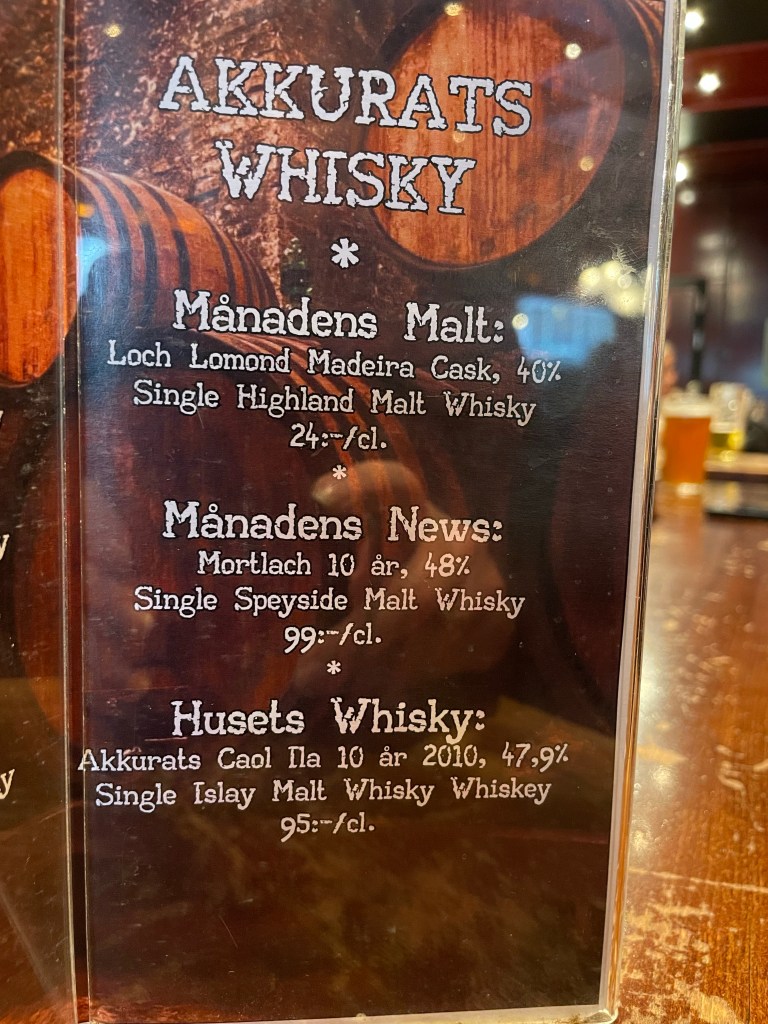 AKKURATS
WHISKY
*
Månadens Malt:
Loch Lomond Madeira Cask, 40%
Single Highland Malt Whisky
24:-/cl.
*
Månadens News:
Mortlach 10 år, 48%
Single Speyside Malt Whisky
99:-/cl.
*
Husets Whisky:
Akkurats Caol Ila 10 år 2010, 47,9%
Single Islay Malt Whisky Whiskey
95:-/cl.